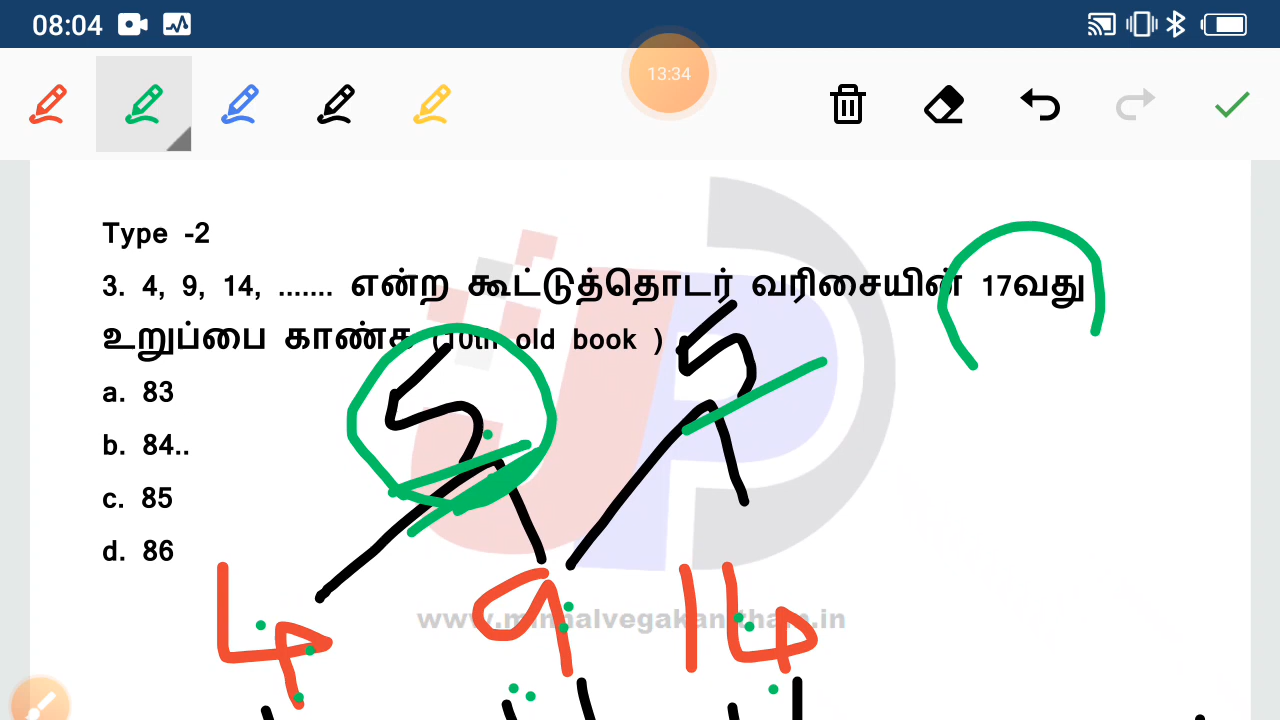 08:04
13:34
Type -2
3. 4, 9, 14, ....... என்ற கூட்டுத்தொடர் வரிசையின் 17வது
உறுப்பை காண்க (10th old book )
a. 83
b. 84..
c. 85
d. 86
5 5
4 9 14
www.minnalvegakanitham.in